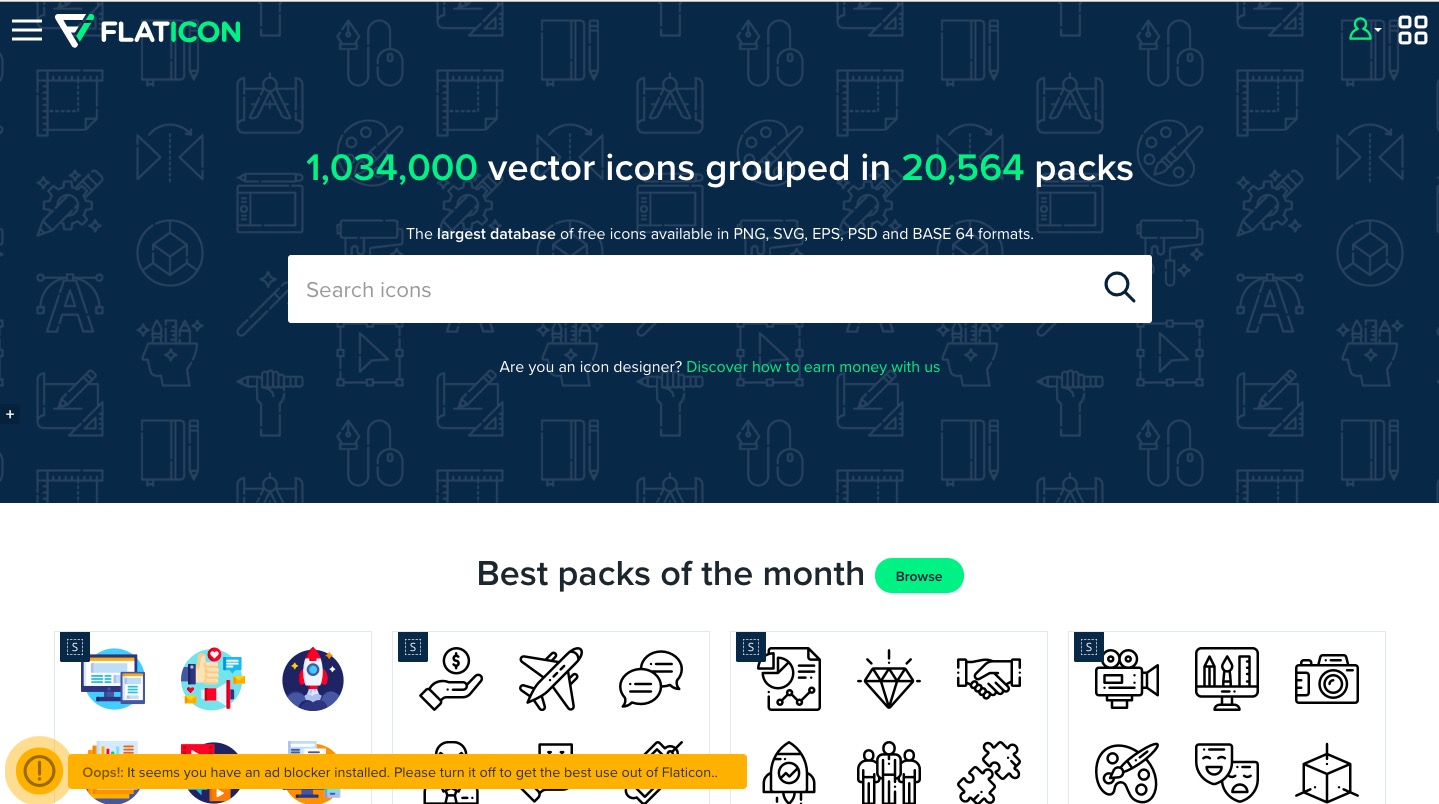 FLATICON
1,034,000 vector icons grouped in 20,564 packs
The largest database of free icons available in PNG, SVG, EPS, PSD and BASE 64 formats.
Search icons
Are you an icon designer? Discover how to earn money with us
+
Best packs of the month Browse
S S S S
Oops!: It seems you have an ad blocker installed. Please turn it off to get the best use out of Flaticon..